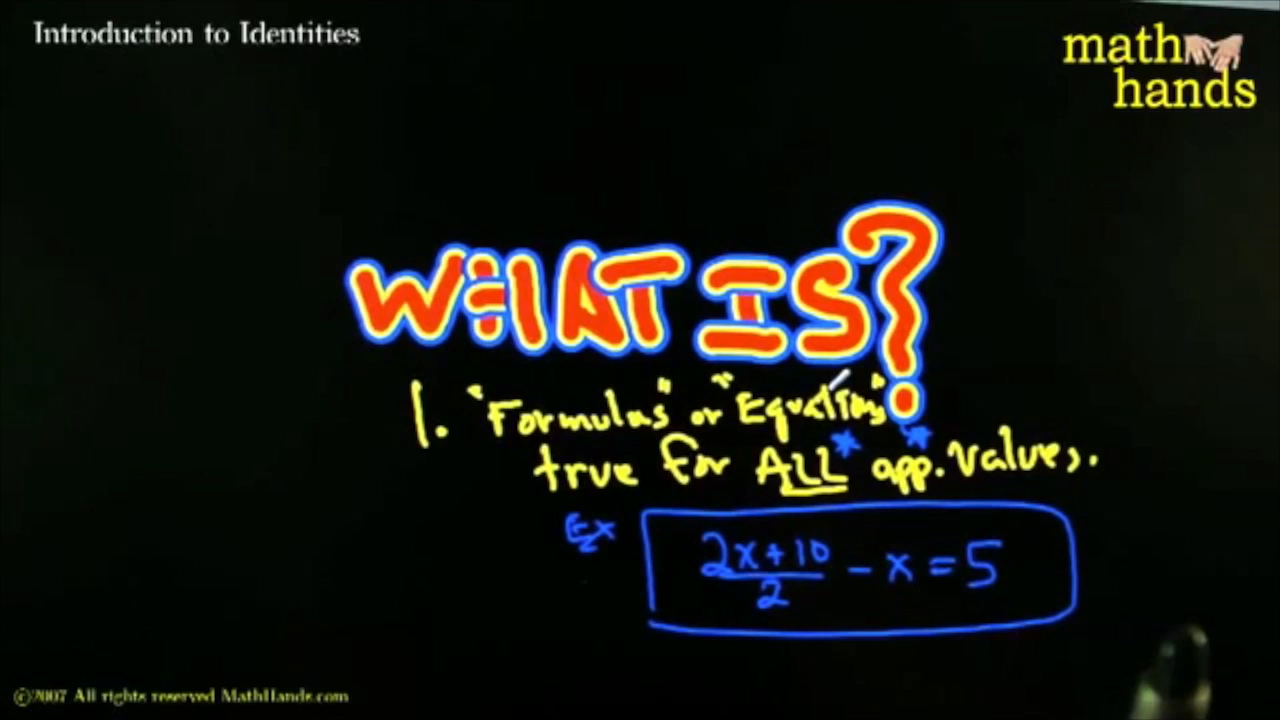 Introduction to Identities
math
hands
WHAT IS?
1. "Formulas" or "Equations"
true for ALL* app.* values.
Ex
2x+10
2
- x = 5
©2007 All rights reserved MathHands.com